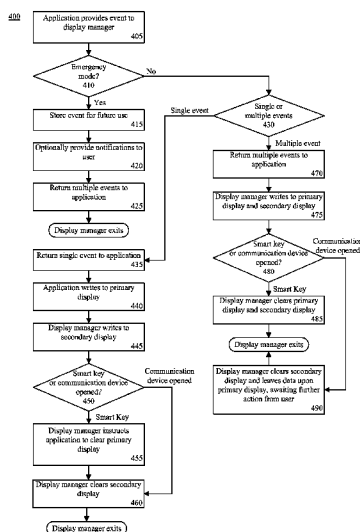 400
Application provides event to
display manager
405
Emergency
mode?
410
No
Yes
Store event for future use
415
Optionally provide notifications to
user
420
Return multiple events to
application
425
Display manager exits
Single event
Single or
multiple events
430
Multiple event
Return multiple events to
application
470
Display manager writes to primary
display and secondary display
475
Smart key
or communication device
opened?
480
Communication
device opened
Smart Key
Display manager clears primary
display and secondary display
485
Display manager exits
Display manager clears secondary
display and leaves data upon
primary display, awaiting further
action from user
490
Return single event to application
435
Application writes to primary
display
440
Display manager writes to
secondary display
445
Smart key
or communication device
opened?
450
Communication
device opened
Smart Key
Display manager instructs
application to clear primary
display
455
Display manager clears secondary
display
460
Display manager exits